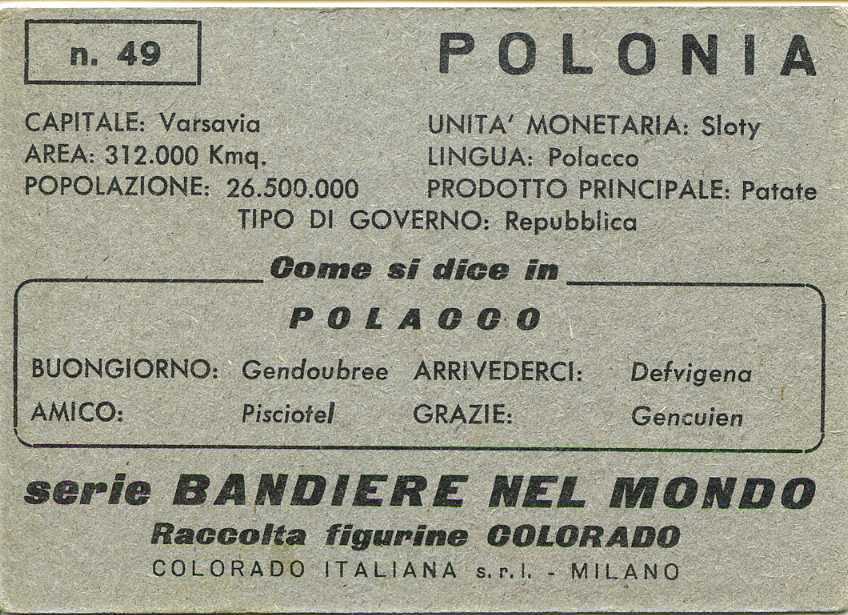 n. 49
POLONIA
CAPITALE: Varsavia
AREA: 312.000 Kmq.
POPOLAZIONE: 26.500.000
UNITA' MONETARIA: Sloty
LINGUA: Polacco
PRODOTTO PRINCIPALE: Patate
TIPO DI GOVERNO: Repubblica
Come si dice in
POLACCO
BUONGIORNO: Gendoubree ARRIVEDERCI: Defvigena
AMICO: Pisciotel GRAZIE: Gencuien
serie BANDIERE NEL MONDO
Raccolta figurine COLORADO
COLORADO ITALIANA s.r.l. - MILANO